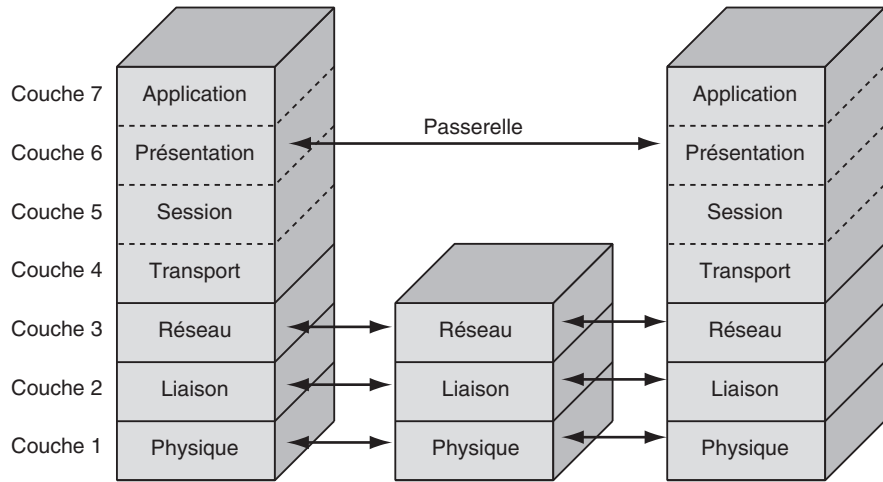 Couche 7 Application Application
Passerelle
Couche 6 Présentation Présentation
Couche 5 Session Session
Couche 4 Transport Transport
Couche 3 Réseau Réseau Réseau
Couche 2 Liaison Liaison Liaison
Couche 1 Physique Physique Physique